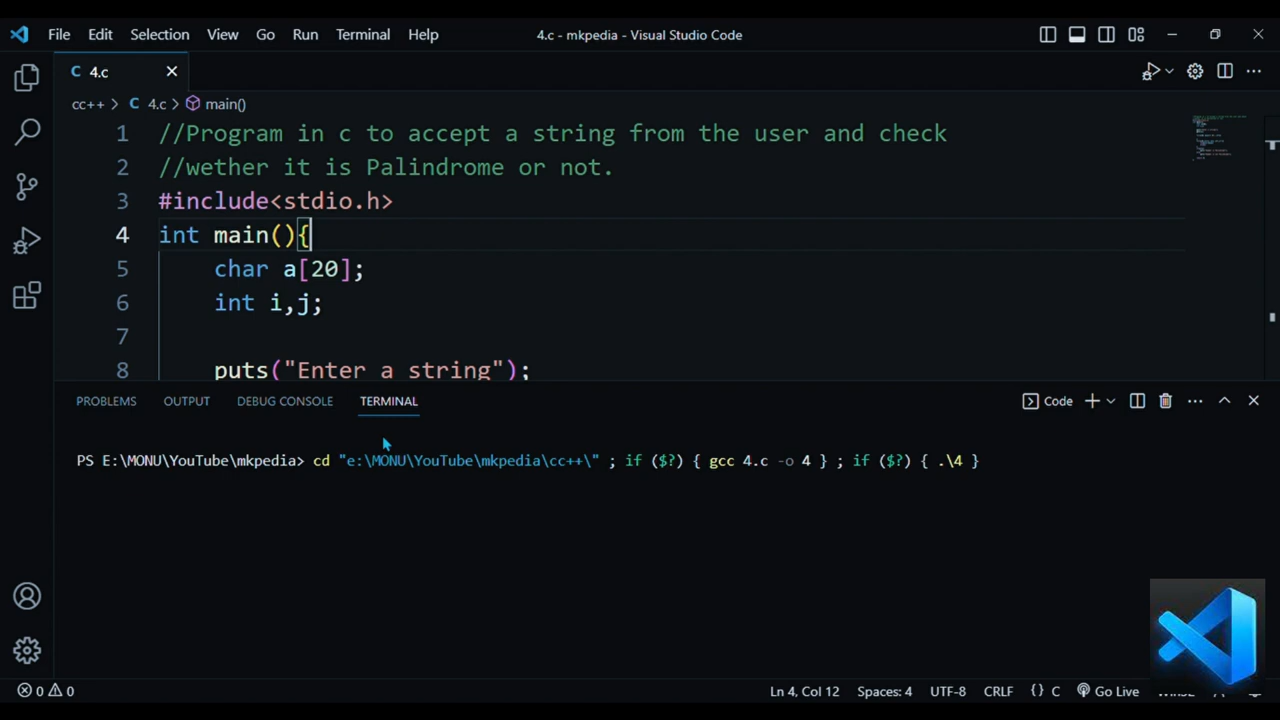 File Edit Selection View Go Run Terminal Help 4.c - mkpedia - Visual Studio Code
C 4.c
cc++ > C 4.c > main()
1 //Program in c to accept a string from the user and check
2 //wether it is Palindrome or not.
3 #include<stdio.h>
4 int main(){
5 char a[20];
6 int i,j;
7
8 puts("Enter a string");
PROBLEMS OUTPUT DEBUG CONSOLE TERMINAL Code
PS E:\MONU\YouTube\mkpedia> cd "e:\MONU\YouTube\mkpedia\cc++\" ; if ($?) { gcc 4.c -o 4 } ; if ($?) { .\4 }
0 0 Ln 4, Col 12 Spaces: 4 UTF-8 CRLF {} C Go Live